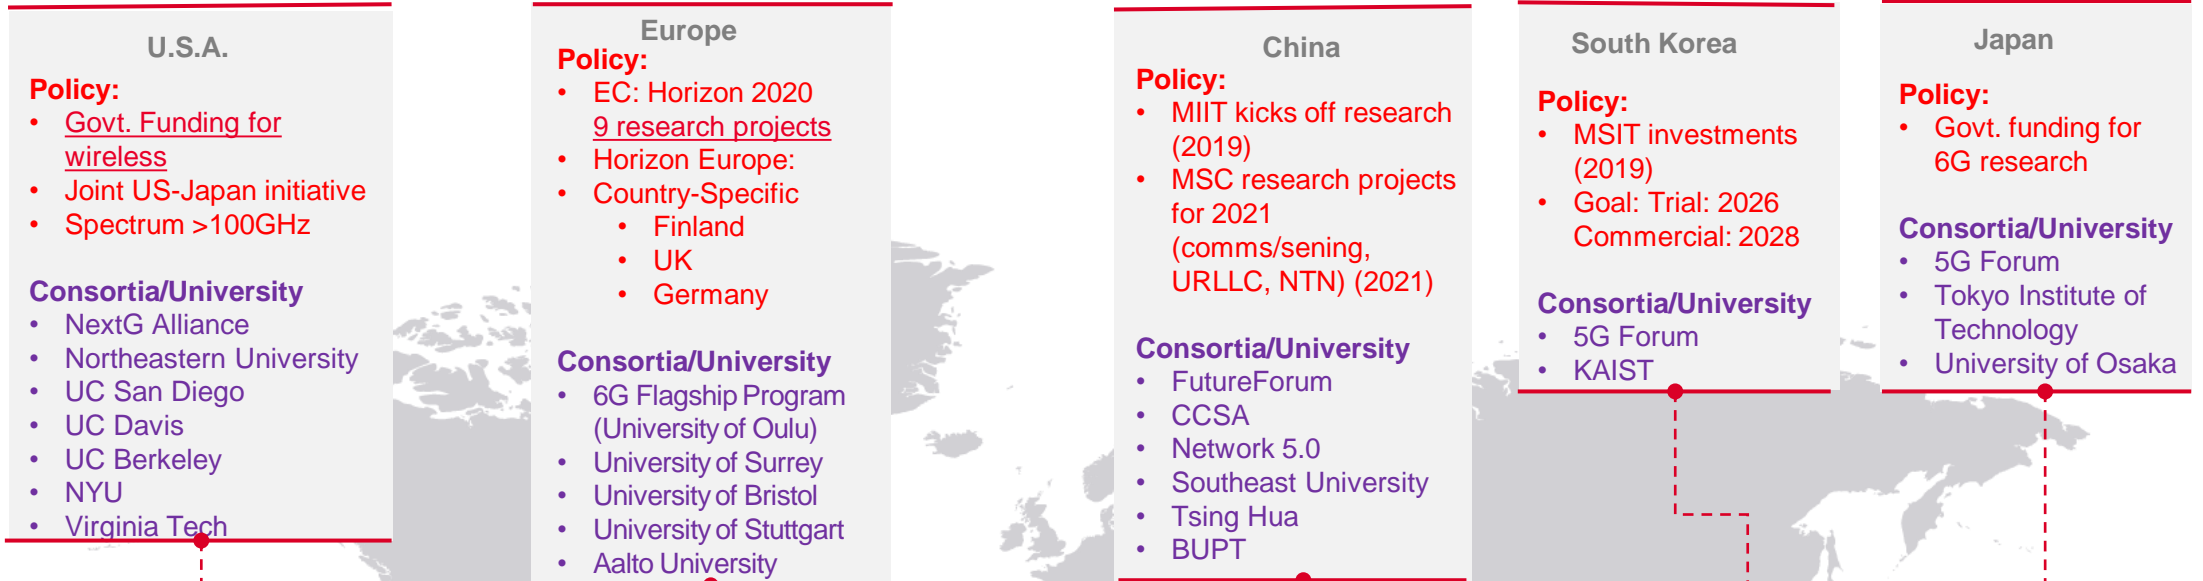 U.S.A.
Policy:
• Govt. Funding for
wireless
• Joint US-Japan initiative
• Spectrum >100GHz
Consortia/University
• NextG Alliance
• Northeastern University
• UC San Diego
• UC Davis
• UC Berkeley
• NYU
• Virginia Tech
Europe
Policy:
• EC: Horizon 2020
9 research projects
• Horizon Europe:
• Country-Specific
• Finland
• UK
• Germany
Consortia/University
• 6G Flagship Program
(University of Oulu)
• University of Surrey
• University of Bristol
• University of Stuttgart
• Aalto University
China
Policy:
• MIIT kicks off research
(2019)
• MSC research projects
for 2021
(comms/sening,
URLLC, NTN) (2021)
Consortia/University
• FutureForum
• CCSA
• Network 5.0
• Southeast University
• Tsing Hua
• BUPT
South Korea
Policy:
• MSIT investments
(2019)
• Goal: Trial: 2026
Commercial: 2028
Consortia/University
• 5G Forum
• KAIST
Japan
Policy:
• Govt. funding for
6G research
Consortia/University
• 5G Forum
• Tokyo Institute of
Technology
• University of Osaka